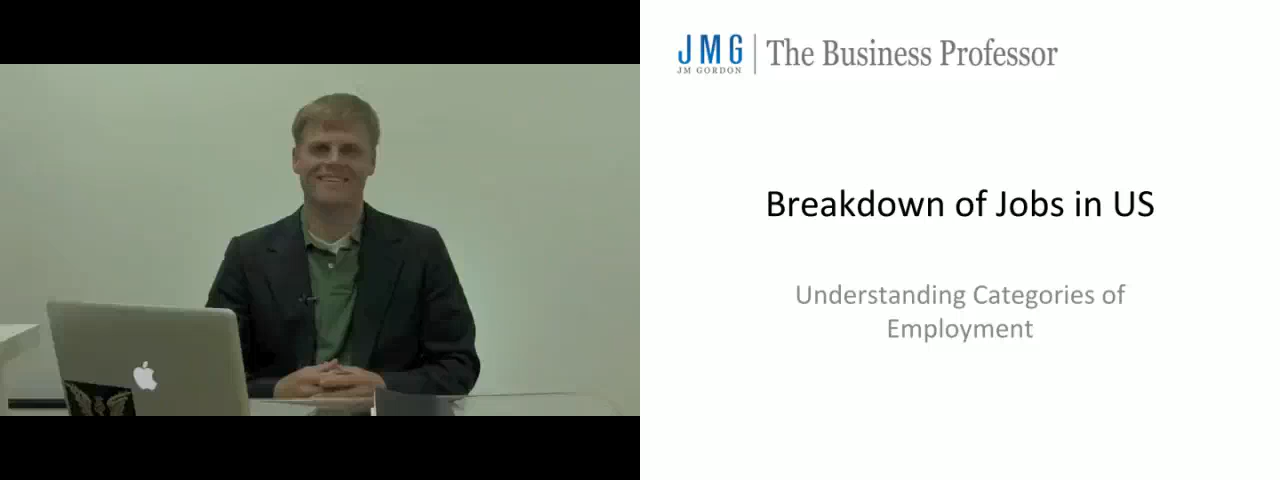 JMG
JM GORDON
The Business Professor
Breakdown of Jobs in US
Understanding Categories of
Employment